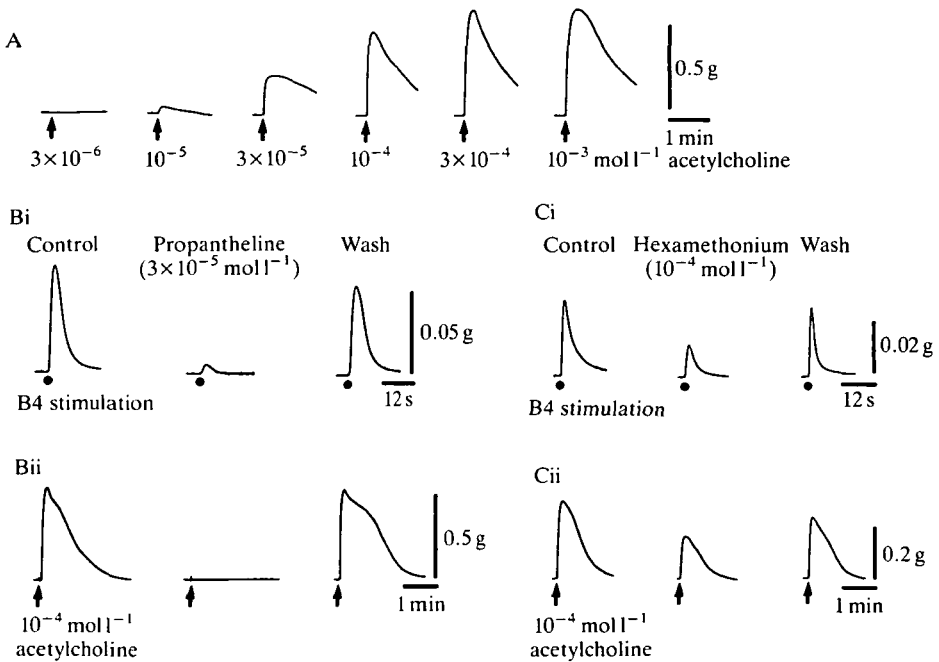 A
0.5 g
1 min
3×10⁻⁶ 10⁻⁵ 3×10⁻⁵ 10⁻⁴ 3×10⁻⁴ 10⁻³ mol l⁻¹ acetylcholine
Bi
Control Propantheline Wash
(3×10⁻⁵ mol l⁻¹)
0.05 g
12 s
B4 stimulation
Ci
Control Hexamethonium Wash
(10⁻⁴ mol l⁻¹)
0.02 g
12 s
B4 stimulation
Bii
0.5 g
1 min
10⁻⁴ mol l⁻¹
acetylcholine
Cii
0.2 g
1 min
10⁻⁴ mol l⁻¹
acetylcholine